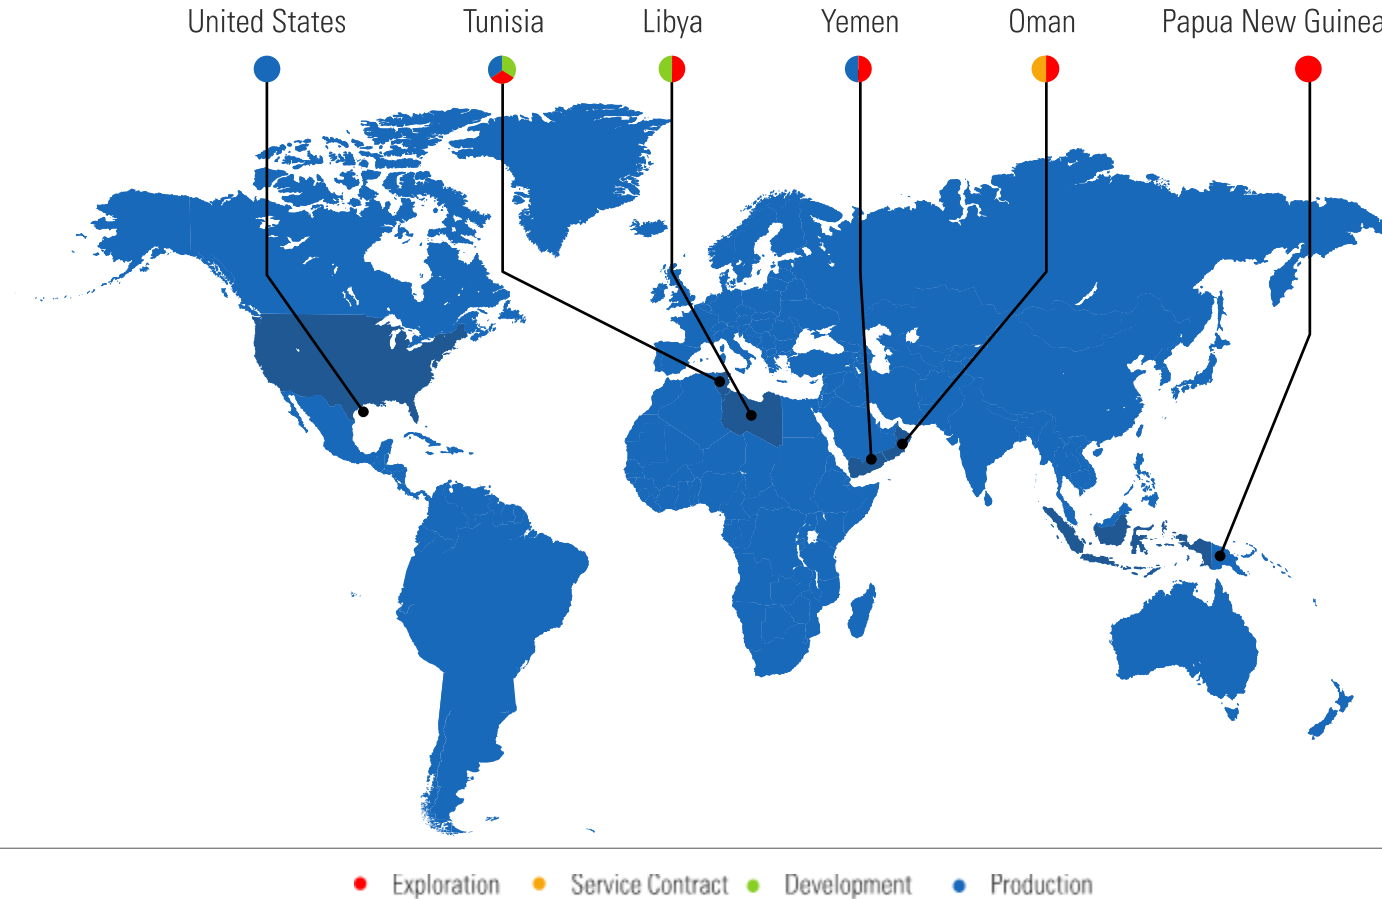 United States Tunisia Libya Yemen Oman Papua New Guinea
Exploration Service Contract Development Production